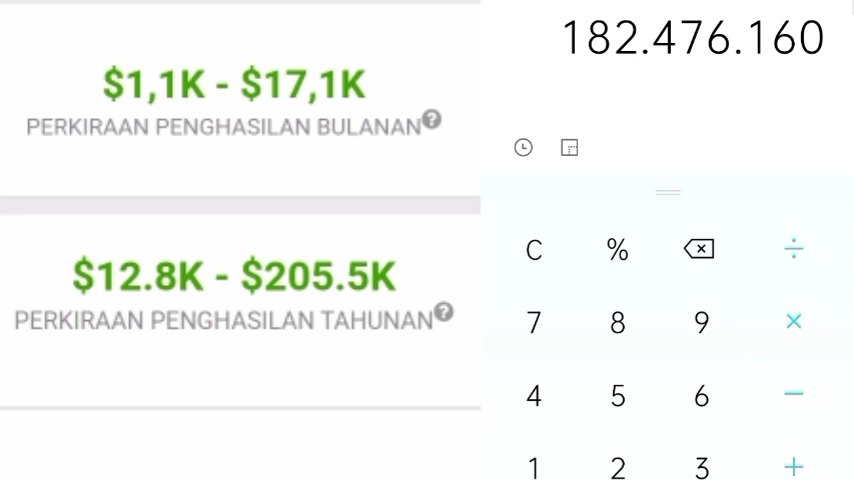 $1,1K - $17,1K
PERKIRAAN PENGHASILAN BULANAN?
$12.8K - $205.5K
PERKIRAAN PENGHASILAN TAHUNAN?
182.476.160
C % ÷
7 8 9 ×
4 5 6 −
1 2 3 +